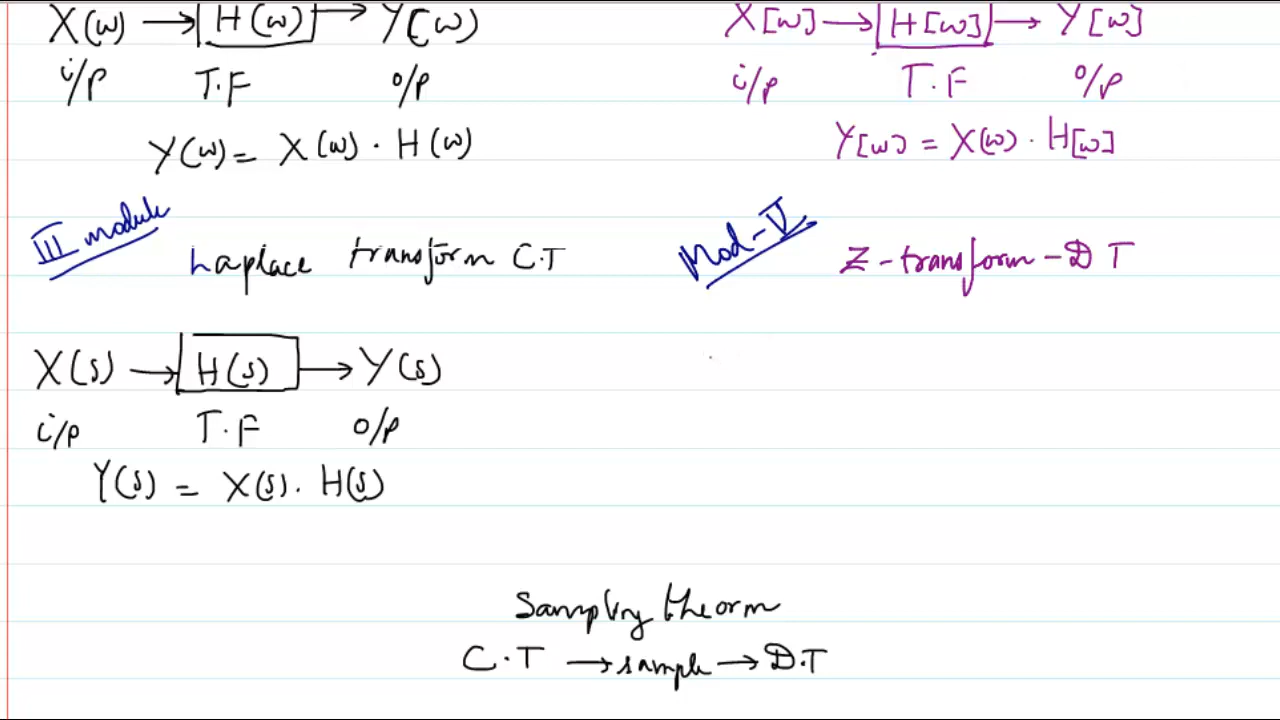 X(ω) → H(ω) → Y(ω)
i/p T.F o/p
Y(ω) = X(ω) · H(ω)
X[ω] → H[ω] → Y[ω]
i/p T.F o/p
Y[ω] = X(ω) · H[ω]
III module
Laplace transform C.T
Mod-V
Z-transform - D T
X(s) → H(s) → Y(s)
i/p T.F o/p
Y(s) = X(s) · H(s)
Sampling theorm
C.T → sample → D.T